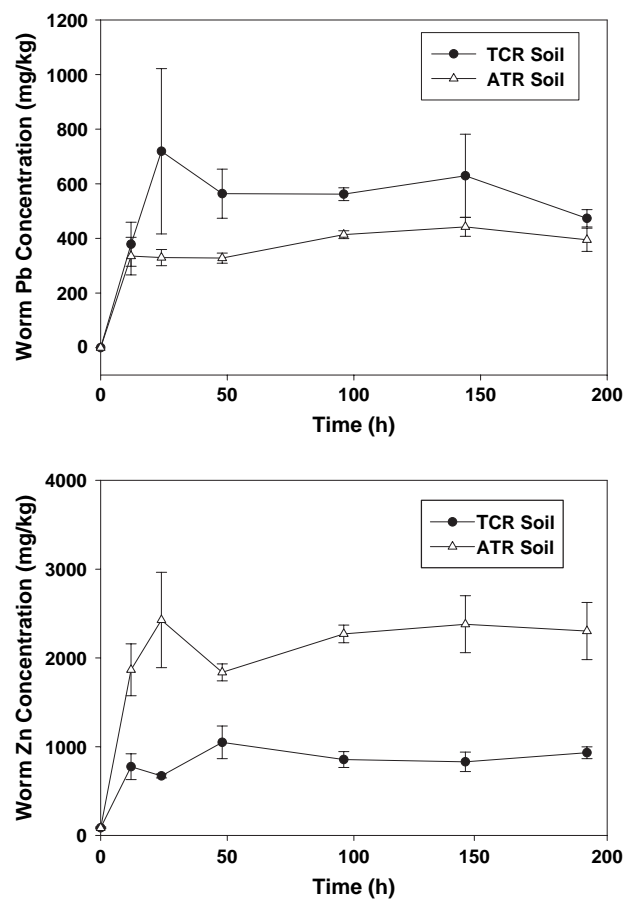 1200
1000
800
600
400
200
0
Worm Pb Concentration (mg/kg)
TCR Soil
ATR Soil
0
50
100
150
200
Time (h)
4000
3000
2000
1000
0
Worm Zn Concentration (mg/kg)
TCR Soil
ATR Soil
0
50
100
150
200
Time (h)